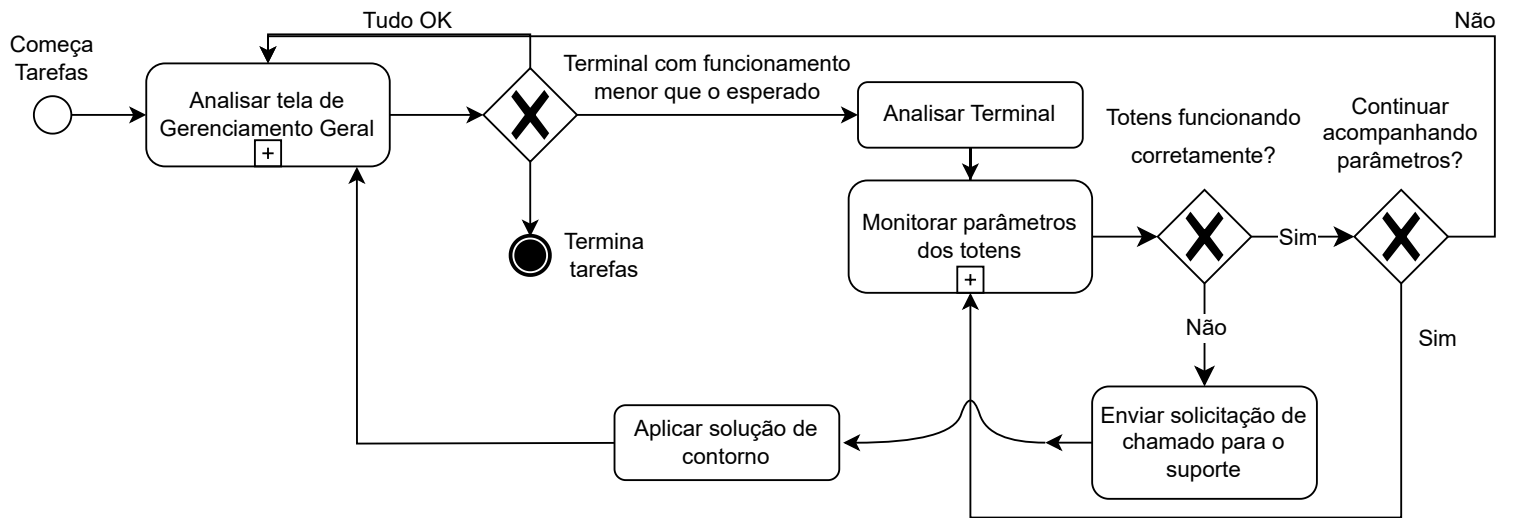 Tudo OK
Não
Começa
Tarefas
Analisar tela de
Gerenciamento Geral
+
Terminal com funcionamento
menor que o esperado
Analisar Terminal
Totens funcionando
corretamente?
Continuar
acompanhando
parâmetros?
Termina
tarefas
Monitorar parâmetros
dos totens
+
Sim
Não
Sim
Aplicar solução de
contorno
Enviar solicitação de
chamado para o
suporte